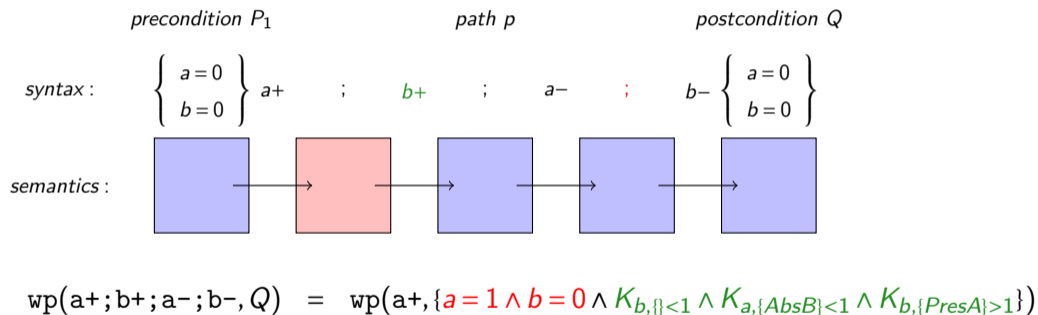 precondition P₁ path p postcondition Q
syntax : { a = 0 b = 0 } a+ ; b+ ; a− ; b− { a = 0 b = 0 }
semantics :
wp(a+;b+;a-;b-, Q) = wp(a+, {a = 1 ∧ b = 0 ∧ K_{b,{}<1} ∧ K_{a,{AbsB}<1} ∧ K_{b,{PresA}>1}})